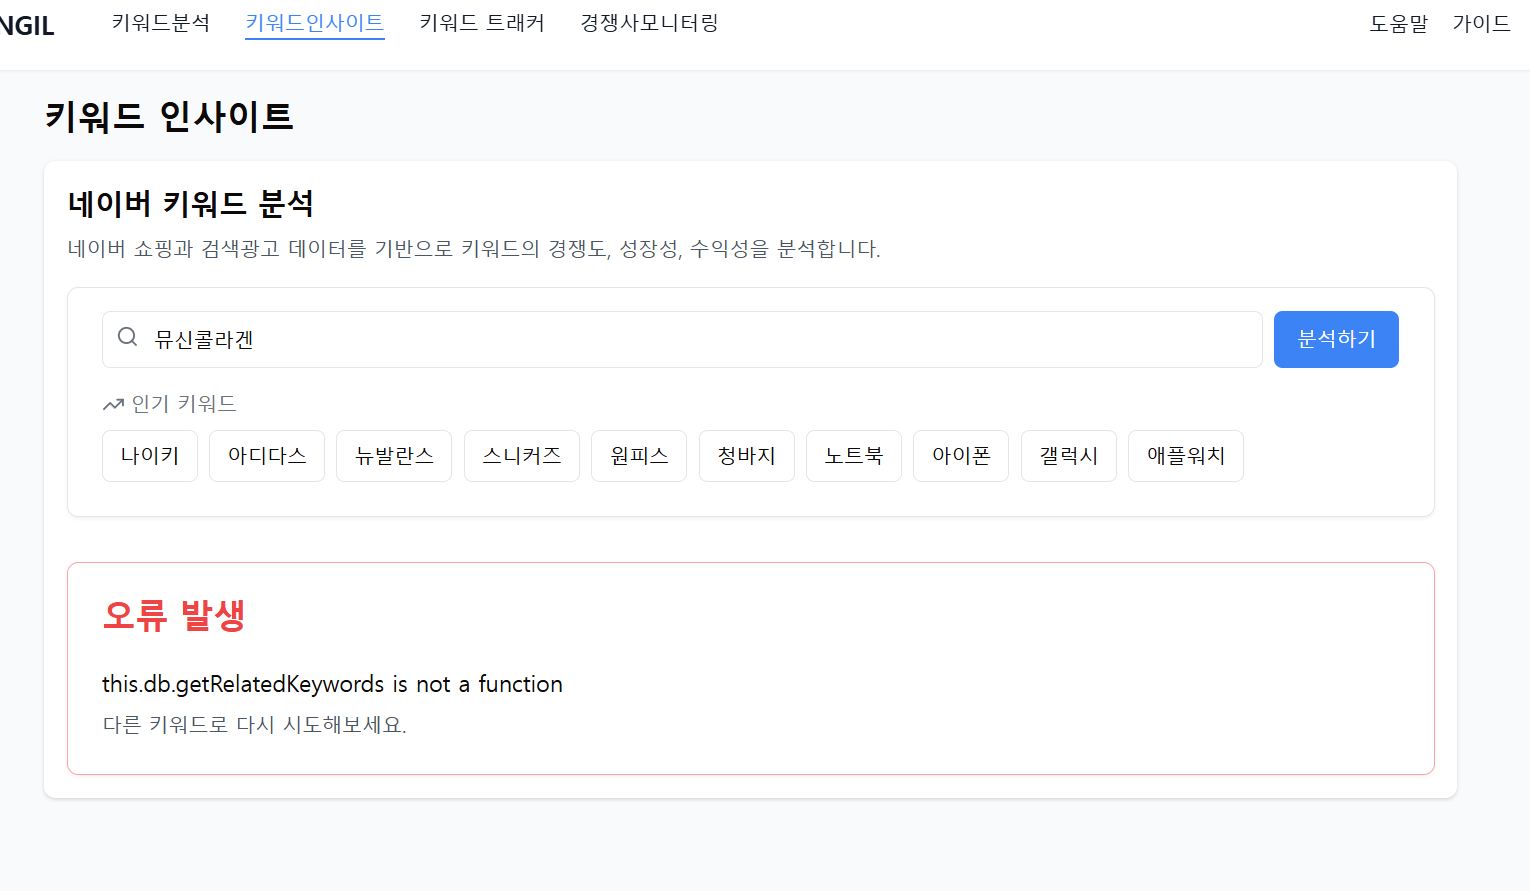 NGIL 키워드분석 키워드인사이트 키워드 트래커 경쟁사모니터링 도움말 가이드
키워드 인사이트
네이버 키워드 분석
네이버 쇼핑과 검색광고 데이터를 기반으로 키워드의 경쟁도, 성장성, 수익성을 분석합니다.
뮤신콜라겐 분석하기
인기 키워드
나이키 아디다스 뉴발란스 스니커즈 원피스 청바지 노트북 아이폰 갤럭시 애플워치
오류 발생
this.db.getRelatedKeywords is not a function
다른 키워드로 다시 시도해보세요.